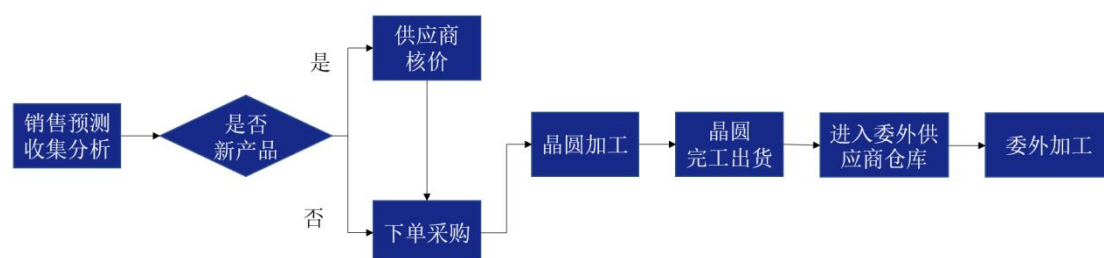 销售预测
收集分析
是否
新产品
是
供应商
核价
否
下单采购
晶圆加工
晶圆
完工出货
进入委外供
应商仓库
委外加工